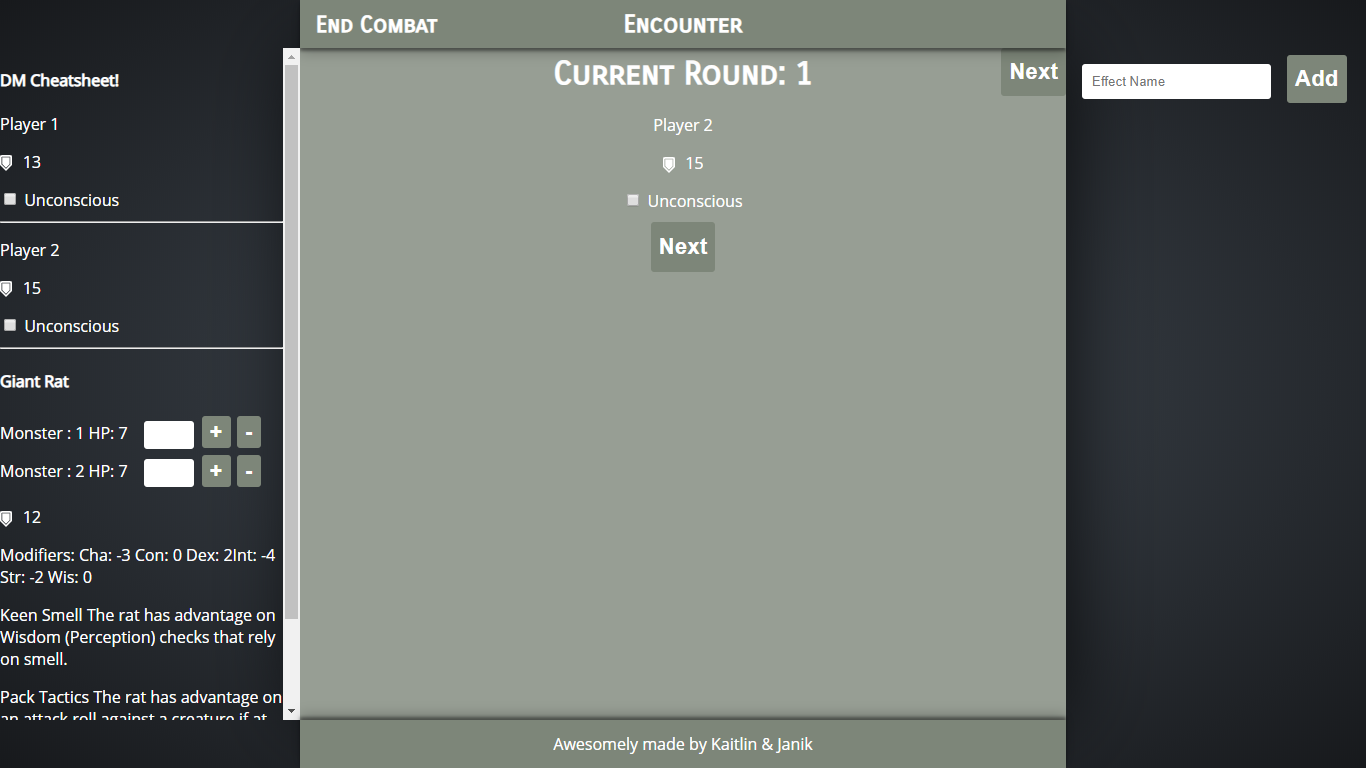 End Combat
Encounter
DM Cheatsheet!
Player 1
13
Unconscious
Player 2
15
Unconscious
Giant Rat
Monster : 1 HP: 7
+ -
Monster : 2 HP: 7
+ -
12
Modifiers: Cha: -3 Con: 0 Dex: 2Int: -4
Str: -2 Wis: 0
Keen Smell The rat has advantage on
Wisdom (Perception) checks that rely
on smell.
Pack Tactics The rat has advantage on
an attack roll against a creature if at
Current Round: 1
Next
Player 2
15
Unconscious
Next
Effect Name
Add
Awesomely made by Kaitlin & Janik